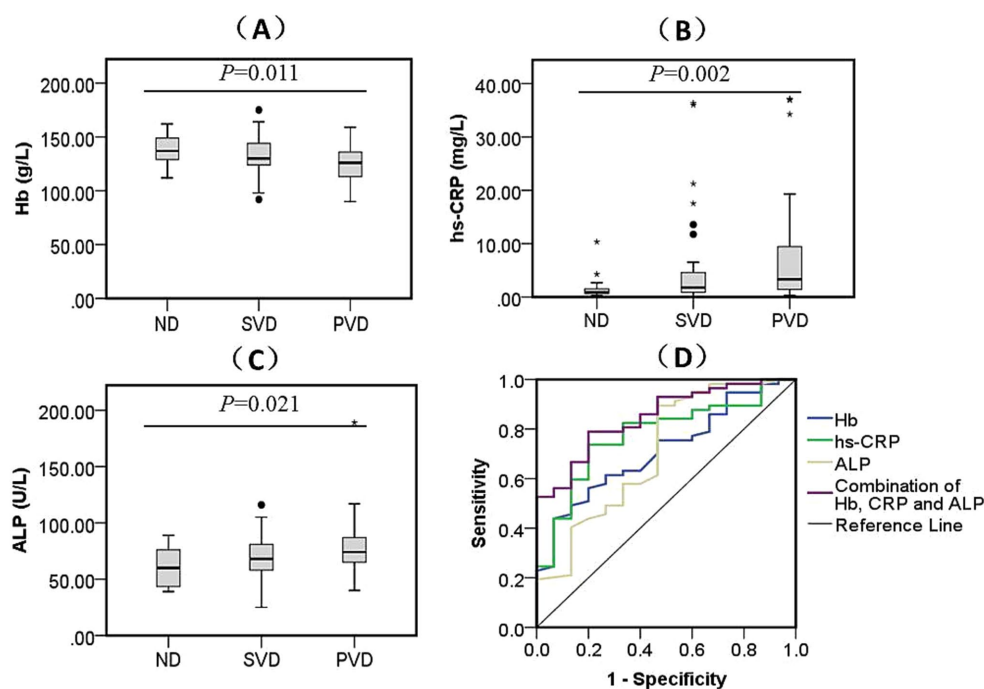 （A）
P=0.011
200.00
150.00
100.00
50.00
.00
Hb (g/L)
ND SVD PVD
（B）
P=0.002
40.00
30.00
20.00
10.00
.00
hs-CRP (mg/L)
ND SVD PVD
（C）
P=0.021
200.00
150.00
100.00
50.00
.00
ALP (U/L)
ND SVD PVD
（D）
1.0
0.8
0.6
0.4
0.2
0.0
Sensitivity
0.0 0.2 0.4 0.6 0.8 1.0
1 - Specificity
Hb
hs-CRP
ALP
Combination of
Hb, CRP and ALP
Reference Line